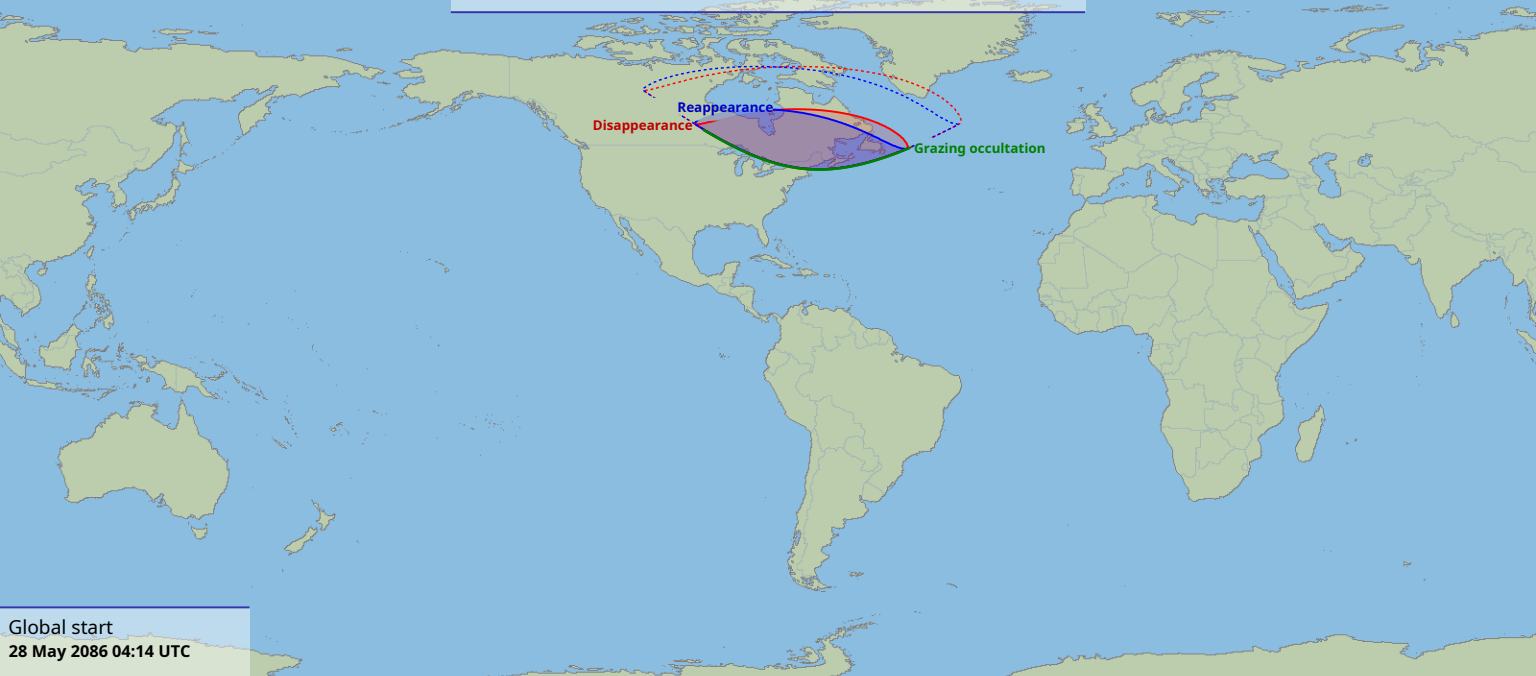 Reappearance
Disappearance
Grazing occultation
Global start
28 May 2086 04:14 UTC